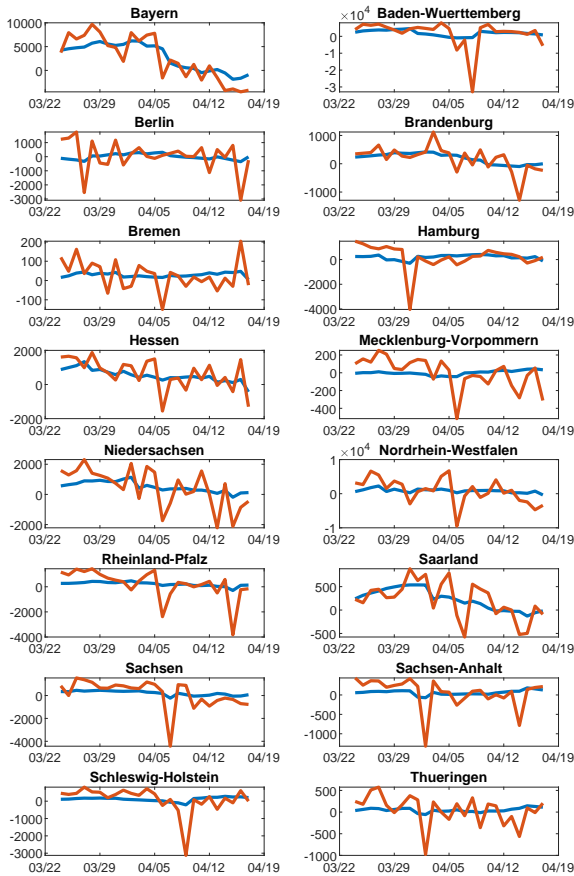 Bayern
10000
5000
0
03/22 03/29 04/05 04/12 04/19
×10⁴ Baden-Wuerttemberg
0
-1
-2
-3
03/22 03/29 04/05 04/12 04/19
Berlin
1000
0
-1000
-2000
-3000
03/22 03/29 04/05 04/12 04/19
Brandenburg
1000
0
-1000
03/22 03/29 04/05 04/12 04/19
Bremen
200
100
0
-100
03/22 03/29 04/05 04/12 04/19
Hamburg
0
-2000
-4000
03/22 03/29 04/05 04/12 04/19
Hessen
2000
0
-2000
03/22 03/29 04/05 04/12 04/19
Mecklenburg-Vorpommern
200
0
-200
-400
03/22 03/29 04/05 04/12 04/19
Niedersachsen
2000
0
-2000
03/22 03/29 04/05 04/12 04/19
×10⁴ Nordrhein-Westfalen
1
0
-1
03/22 03/29 04/05 04/12 04/19
Rheinland-Pfalz
0
-2000
-4000
03/22 03/29 04/05 04/12 04/19
Saarland
500
0
-500
03/22 03/29 04/05 04/12 04/19
Sachsen
0
-2000
-4000
03/22 03/29 04/05 04/12 04/19
Sachsen-Anhalt
0
-500
-1000
03/22 03/29 04/05 04/12 04/19
Schleswig-Holstein
0
-1000
-2000
-3000
03/22 03/29 04/05 04/12 04/19
Thueringen
500
0
-500
-1000
03/22 03/29 04/05 04/12 04/19